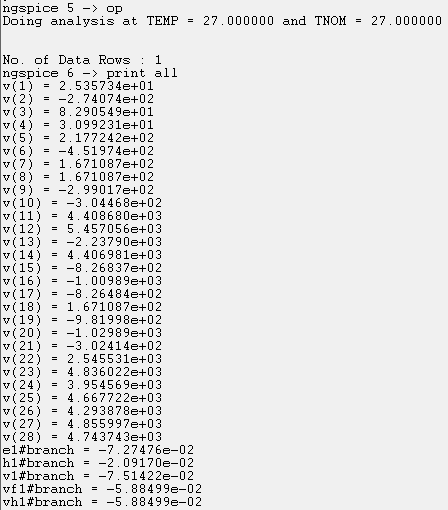 ngspice 5 -> op
Doing analysis at TEMP = 27.000000 and TNOM = 27.000000
No. of Data Rows : 1
ngspice 6 -> print all
v(1) = 2.535734e+01
v(2) = -2.74074e+02
v(3) = 8.290549e+01
v(4) = 3.099231e+01
v(5) = 2.177242e+02
v(6) = -4.51974e+02
v(7) = 1.671087e+02
v(8) = 1.671087e+02
v(9) = -2.99017e+02
v(10) = -3.04468e+02
v(11) = 4.408680e+03
v(12) = 5.457056e+03
v(13) = -2.23790e+03
v(14) = 4.406981e+03
v(15) = -8.26837e+02
v(16) = -1.00989e+03
v(17) = -8.26484e+02
v(18) = 1.671087e+02
v(19) = -9.81998e+02
v(20) = -1.02989e+03
v(21) = -3.02414e+02
v(22) = 2.545531e+03
v(23) = 4.836022e+03
v(24) = 3.954569e+03
v(25) = 4.667722e+03
v(26) = 4.293878e+03
v(27) = 4.855997e+03
v(28) = 4.743743e+03
e1#branch = -7.27476e-02
h1#branch = -2.09170e-02
v1#branch = -7.51422e-02
vf1#branch = -5.88499e-02
vh1#branch = -5.88499e-02